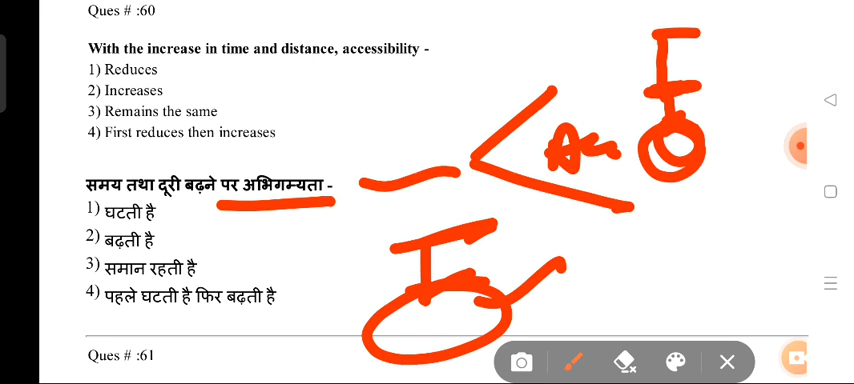 Ques # :60
With the increase in time and distance, accessibility -
1) Reduces
2) Increases
3) Remains the same
4) First reduces then increases
समय तथा दूरी बढ़ने पर अभिगम्यता -
1) घटती है
2) बढ़ती है
3) समान रहती है
4) पहले घटती है फिर बढ़ती है
Ques # :61